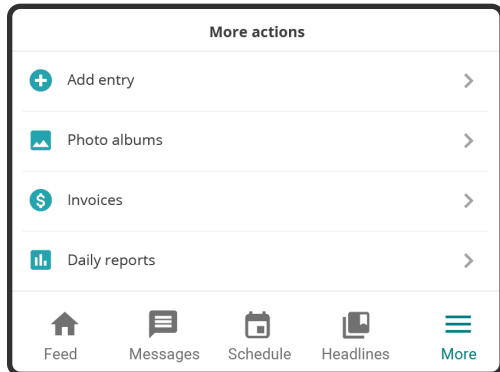 More actions
Add entry
Photo albums
Invoices
Daily reports
Feed Messages Schedule Headlines More